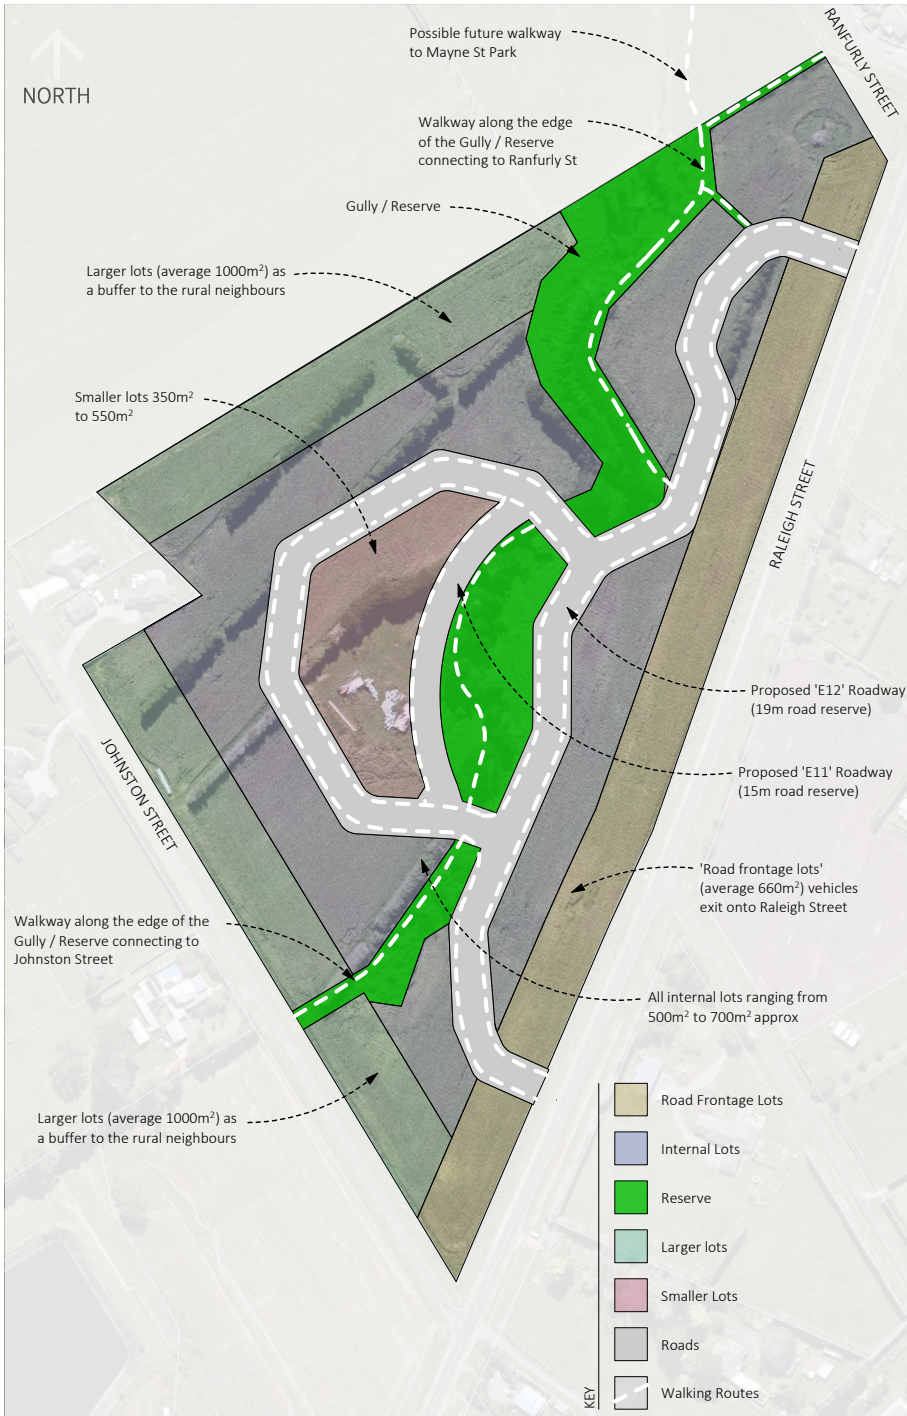 NORTH
RANFURLY STREET
Possible future walkway
to Mayne St Park
Walkway along the edge
of the Gully / Reserve
connecting to Ranfurly St
Gully / Reserve
Larger lots (average 1000m²) as
a buffer to the rural neighbours
Smaller lots 350m²
to 550m²
RALEIGH STREET
Proposed 'E12' Roadway
(19m road reserve)
JOHNSTON STREET
Proposed 'E11' Roadway
(15m road reserve)
'Road frontage lots'
(average 660m²) vehicles
exit onto Raleigh Street
Walkway along the edge of the
Gully / Reserve connecting to
Johnston Street
All internal lots ranging from
500m² to 700m² approx
Larger lots (average 1000m²) as
a buffer to the rural neighbours
KEY
Road Frontage Lots
Internal Lots
Reserve
Larger lots
Smaller Lots
Roads
Walking Routes